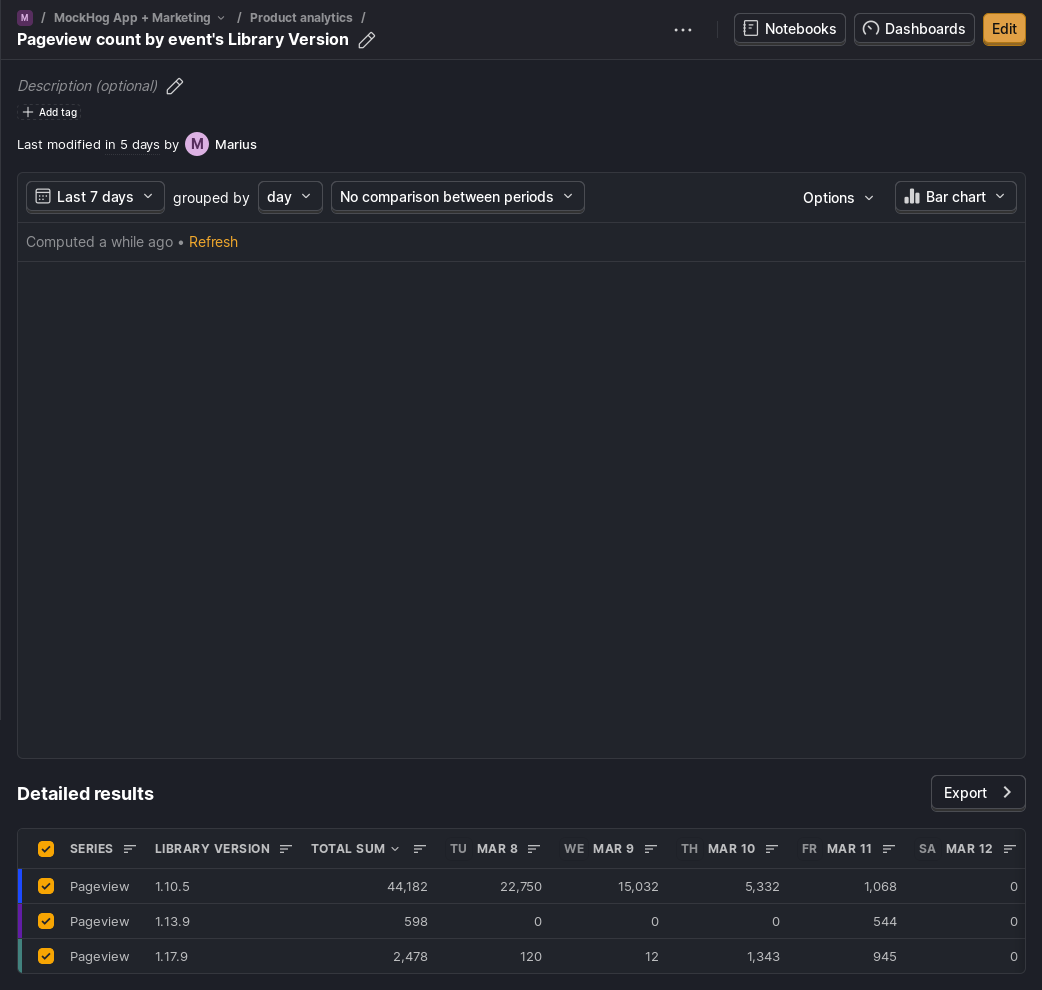 M / MockHog App + Marketing / Product analytics /
Pageview count by event's Library Version
Notebooks Dashboards Edit
Description (optional)
Add tag
Last modified in 5 days by M Marius
Last 7 days grouped by day No comparison between periods Options Bar chart
Computed a while ago • Refresh
Detailed results
Export
SERIES LIBRARY VERSION TOTAL SUM TU MAR 8 WE MAR 9 TH MAR 10 FR MAR 11 SA MAR 12
Pageview 1.10.5 44,182 22,750 15,032 5,332 1,068 0
Pageview 1.13.9 598 0 0 0 544 0
Pageview 1.17.9 2,478 120 12 1,343 945 0